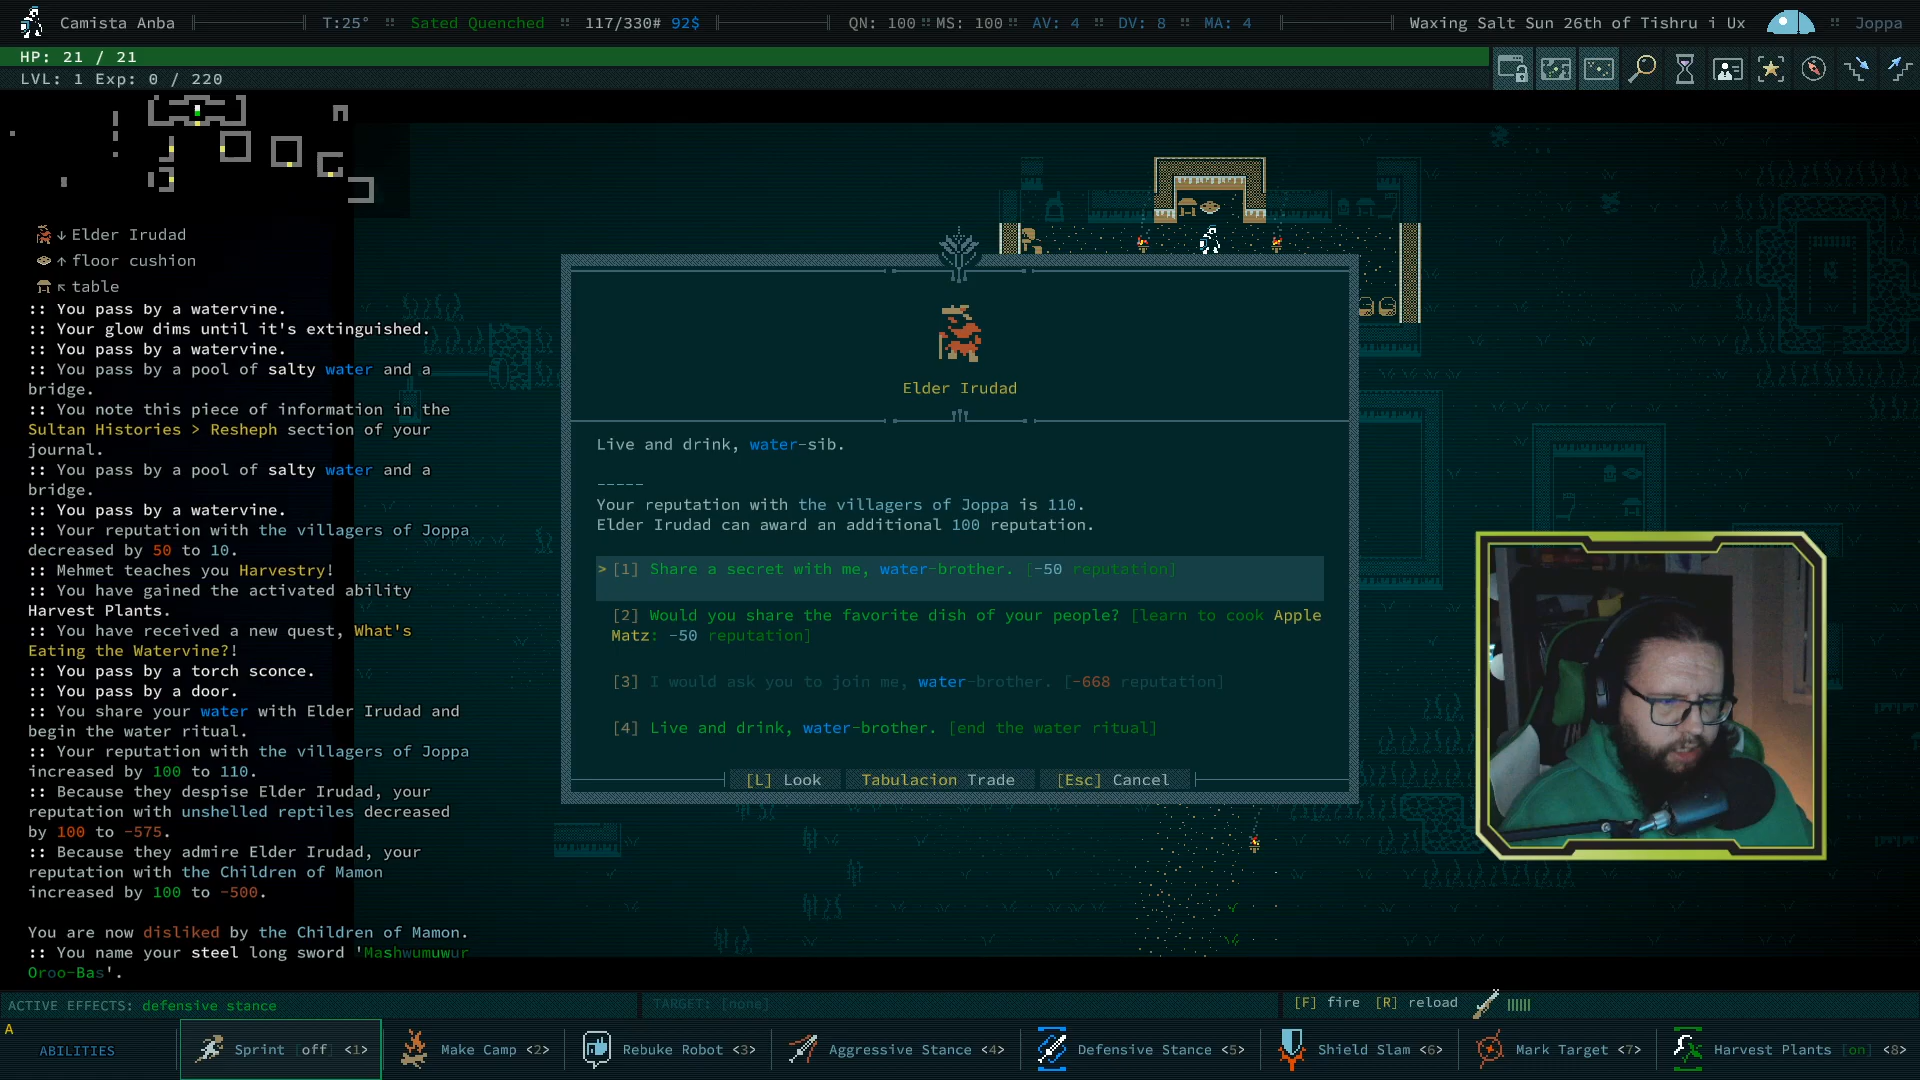 Camista Anba
T:25° :: Sated Quenched :: 117/330# 92$
QN: 100 :: MS: 100 :: AV: 4 :: DV: 8 :: MA: 4
Waxing Salt Sun 26th of Tishru i Ux
:: Joppa
HP: 21 / 21
LVL: 1 Exp: 0 / 220
↓ Elder Irudad
↑ floor cushion
↖ table
:: You pass by a watervine.
:: Your glow dims until it's extinguished.
:: You pass by a watervine.
:: You pass by a pool of salty water and a
bridge.
:: You note this piece of information in the
Sultan Histories > Resheph section of your
journal.
:: You pass by a pool of salty water and a
bridge.
:: You pass by a watervine.
:: Your reputation with the villagers of Joppa
decreased by 50 to 10.
:: Mehmet teaches you Harvestry!
:: You have gained the activated ability
Harvest Plants.
:: You have received a new quest, What's
Eating the Watervine?!
:: You pass by a torch sconce.
:: You pass by a door.
:: You share your water with Elder Irudad and
begin the water ritual.
:: Your reputation with the villagers of Joppa
increased by 100 to 110.
:: Because they despise Elder Irudad, your
reputation with unshelled reptiles decreased
by 100 to -575.
:: Because they admire Elder Irudad, your
reputation with the Children of Mamon
increased by 100 to -500.
You are now disliked by the Children of Mamon.
:: You name your steel long sword 'Mashwumuwur
Oroo-Bas'.
Elder Irudad
Live and drink, water-sib.
-----
Your reputation with the villagers of Joppa is 110.
Elder Irudad can award an additional 100 reputation.
> [1] Share a secret with me, water-brother. [-50 reputation]
[2] Would you share the favorite dish of your people? [learn to cook Apple
Matz: -50 reputation]
[3] I would ask you to join me, water-brother. [-668 reputation]
[4] Live and drink, water-brother. [end the water ritual]
[L] Look
Tabulacion Trade
[Esc] Cancel
ACTIVE EFFECTS: defensive stance
TARGET: [none]
[F] fire [R] reload
A
ABILITIES
Sprint [off] <1>
Make Camp <2>
Rebuke Robot <3>
Aggressive Stance <4>
Defensive Stance <5>
Shield Slam <6>
Mark Target <7>
Harvest Plants [on] <8>